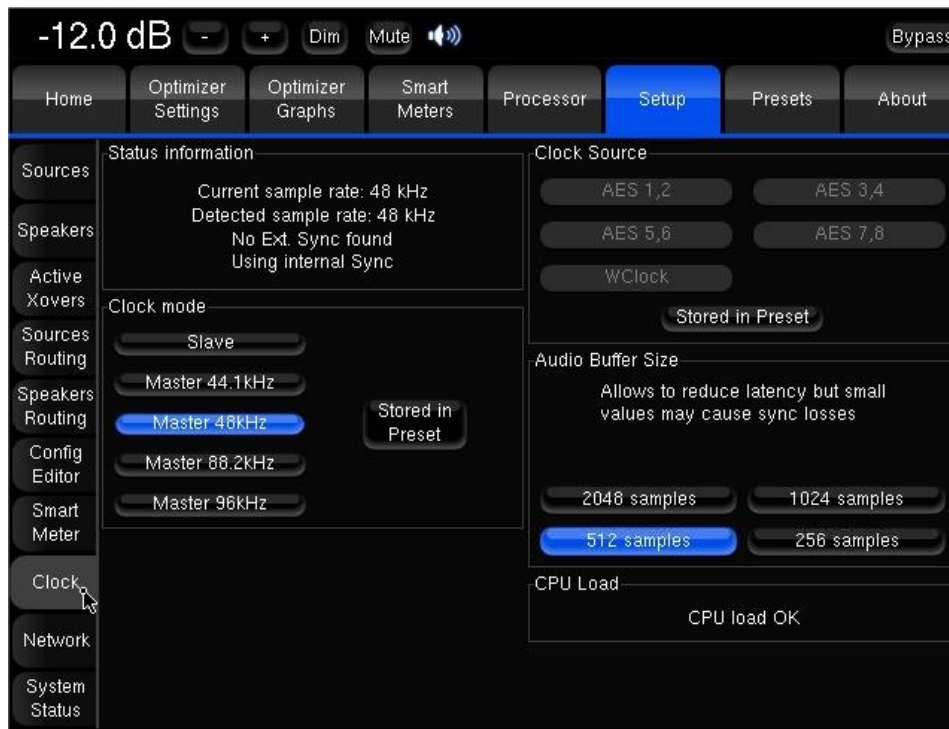 -12.0 dB - + Dim Mute Bypass
Home
Optimizer
Settings
Optimizer
Graphs
Smart
Meters
Processor
Setup
Presets
About
Sources
Speakers
Active
Xovers
Sources
Routing
Speakers
Routing
Config
Editor
Smart
Meter
Clock
Network
System
Status
Status information
Current sample rate: 48 kHz
Detected sample rate: 48 kHz
No Ext. Sync found
Using internal Sync
Clock mode
Slave
Master 44.1kHz
Master 48kHz
Master 88.2kHz
Master 96kHz
Stored in
Preset
Clock Source
AES 1,2
AES 3,4
AES 5,6
AES 7,8
WClock
Stored in Preset
Audio Buffer Size
Allows to reduce latency but small
values may cause sync losses
2048 samples
1024 samples
512 samples
256 samples
CPU Load
CPU load OK